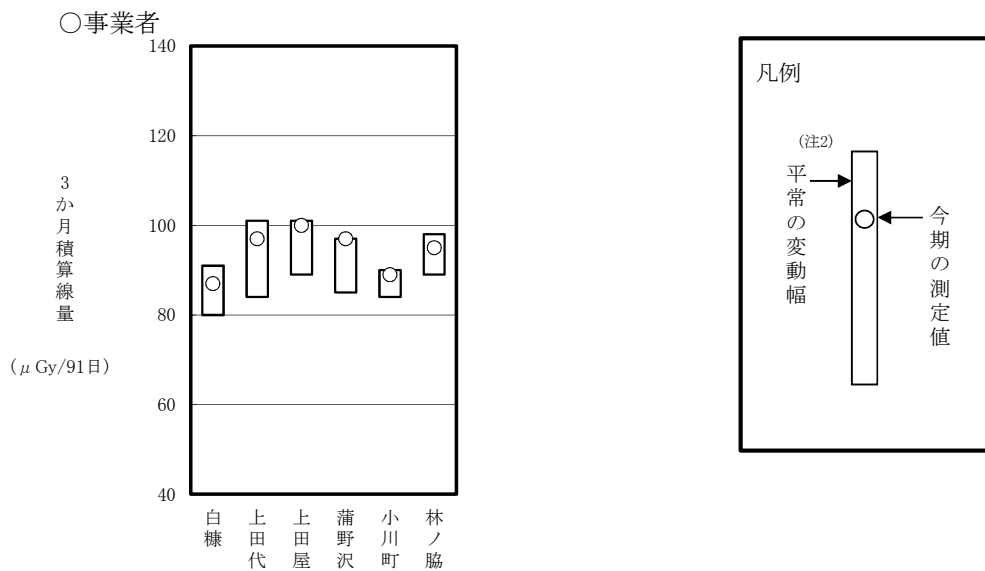 ○事業者
140
120
100
80
60
40
3か月積算線量
(μGy/91日)
白糠
上田代
上田屋
蒲野沢
小川町
林ノ脇
凡例
(注2)
平常の変動幅
今期の測定値